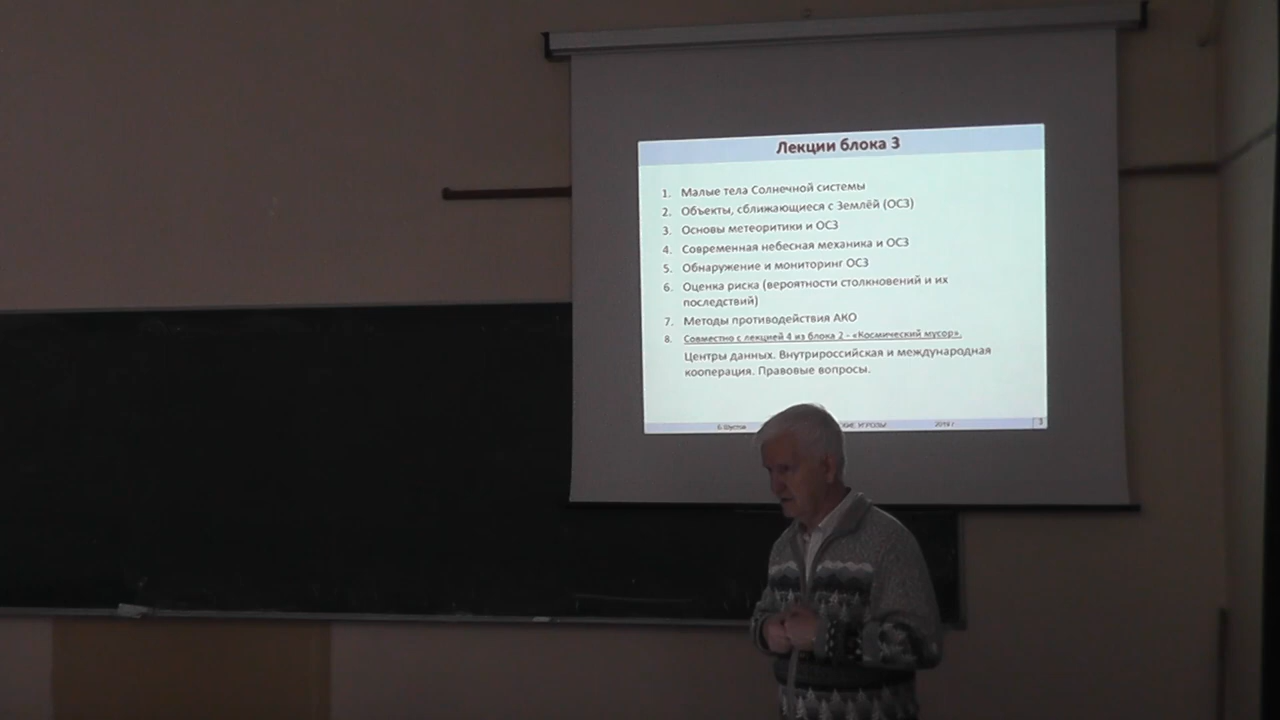 Лекции блока 3
1. Малые тела Солнечной системы
2. Объекты, сближающиеся с Землёй (ОСЗ)
3. Основы метеоритики и ОСЗ
4. Современная небесная механика и ОСЗ
5. Обнаружение и мониторинг ОСЗ
6. Оценка риска (вероятности столкновений и их
последствий)
7. Методы противодействия АКО
8. Совместно с лекцией 4 из блока 2 - «Космический мусор».
Центры данных. Внутрироссийская и международная
кооперация. Правовые вопросы.
Б.Шустов УГРОЗЫ 2019 г. 3